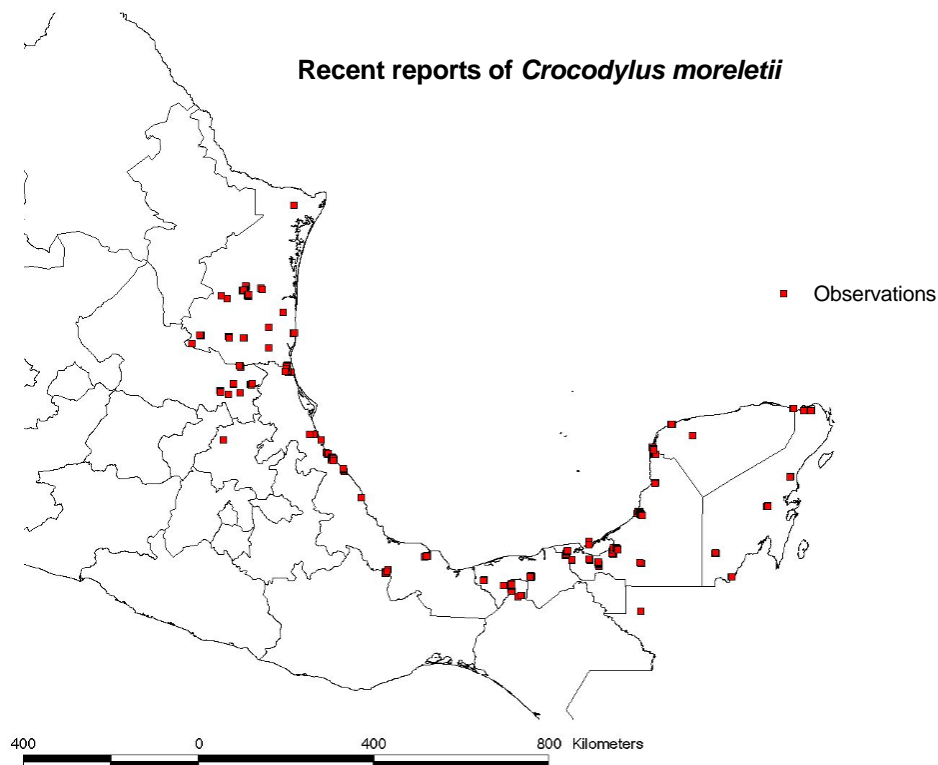 Recent reports of Crocodylus moreletii
Observations
400 0 400 800 Kilometers